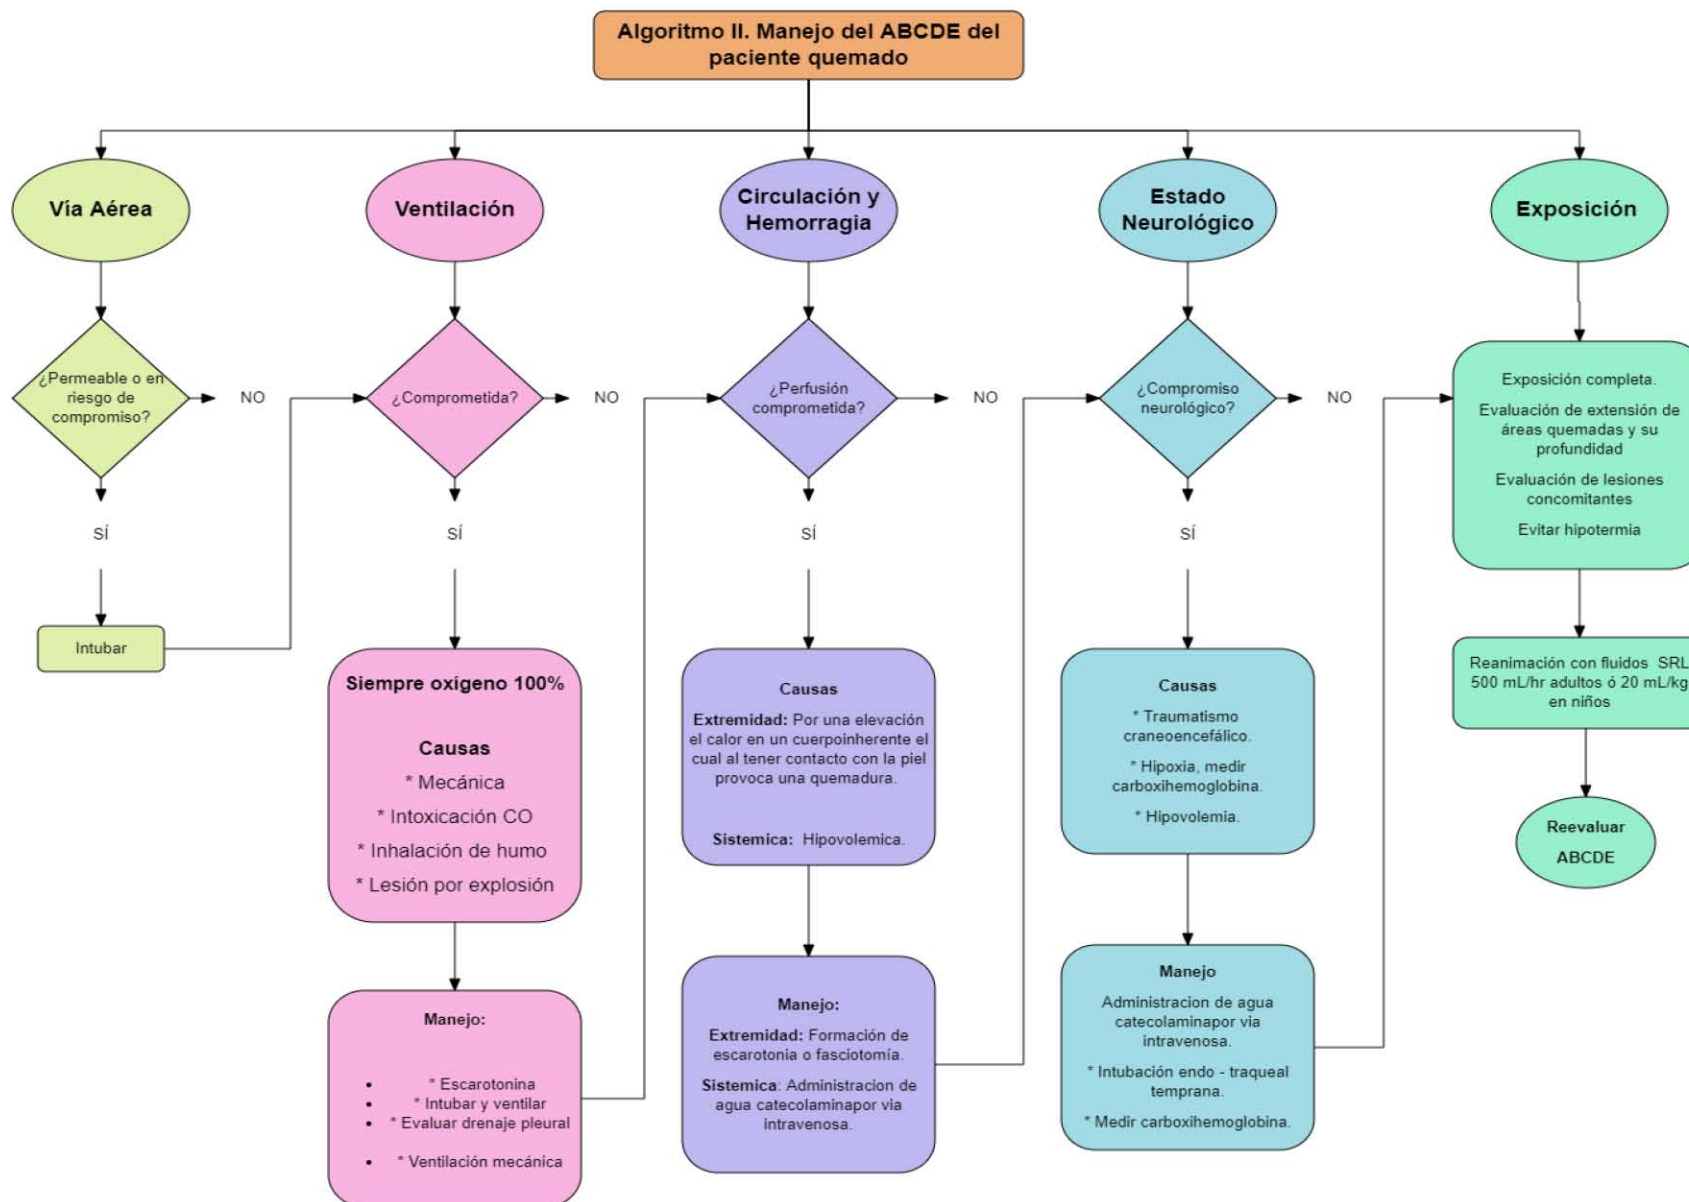 Algoritmo II. Manejo del ABCDE del
paciente quemado
Vía Aérea
¿Permeable o en
riesgo de
compromiso?
NO
SÍ
Intubar
Ventilación
¿Comprometida?
NO
SÍ
Siempre oxígeno 100%
Causas
* Mecánica
* Intoxicación CO
* Inhalación de humo
* Lesión por explosión
Manejo:
• * Escarotonina
• * Intubar y ventilar
• * Evaluar drenaje pleural
• * Ventilación mecánica
Circulación y
Hemorragia
¿Perfusión
comprometida?
NO
SÍ
Causas
Extremidad: Por una elevación
el calor en un cuerpoinherente el
cual al tener contacto con la piel
provoca una quemadura.
Sistemica: Hipovolemica.
Manejo:
Extremidad: Formación de
escarotonia o fasciotomía.
Sistemica: Administracion de
agua catecolaminapor via
intravenosa.
Estado
Neurológico
¿Compromiso
neurológico?
NO
SÍ
Causas
* Traumatismo
craneoencefálico.
* Hipoxia, medir
carboxihemoglobina.
* Hipovolemia.
Manejo
Administracion de agua
catecolaminapor via
intravenosa.
* Intubación endo - traqueal
temprana.
* Medir carboxihemoglobina.
Exposición
Exposición completa.
Evaluación de extensión de
áreas quemadas y su
profundidad
Evaluación de lesiones
concomitantes
Evitar hipotermia
Reanimación con fluidos SRL
500 mL/hr adultos ó 20 mL/kg
en niños
Reevaluar
ABCDE